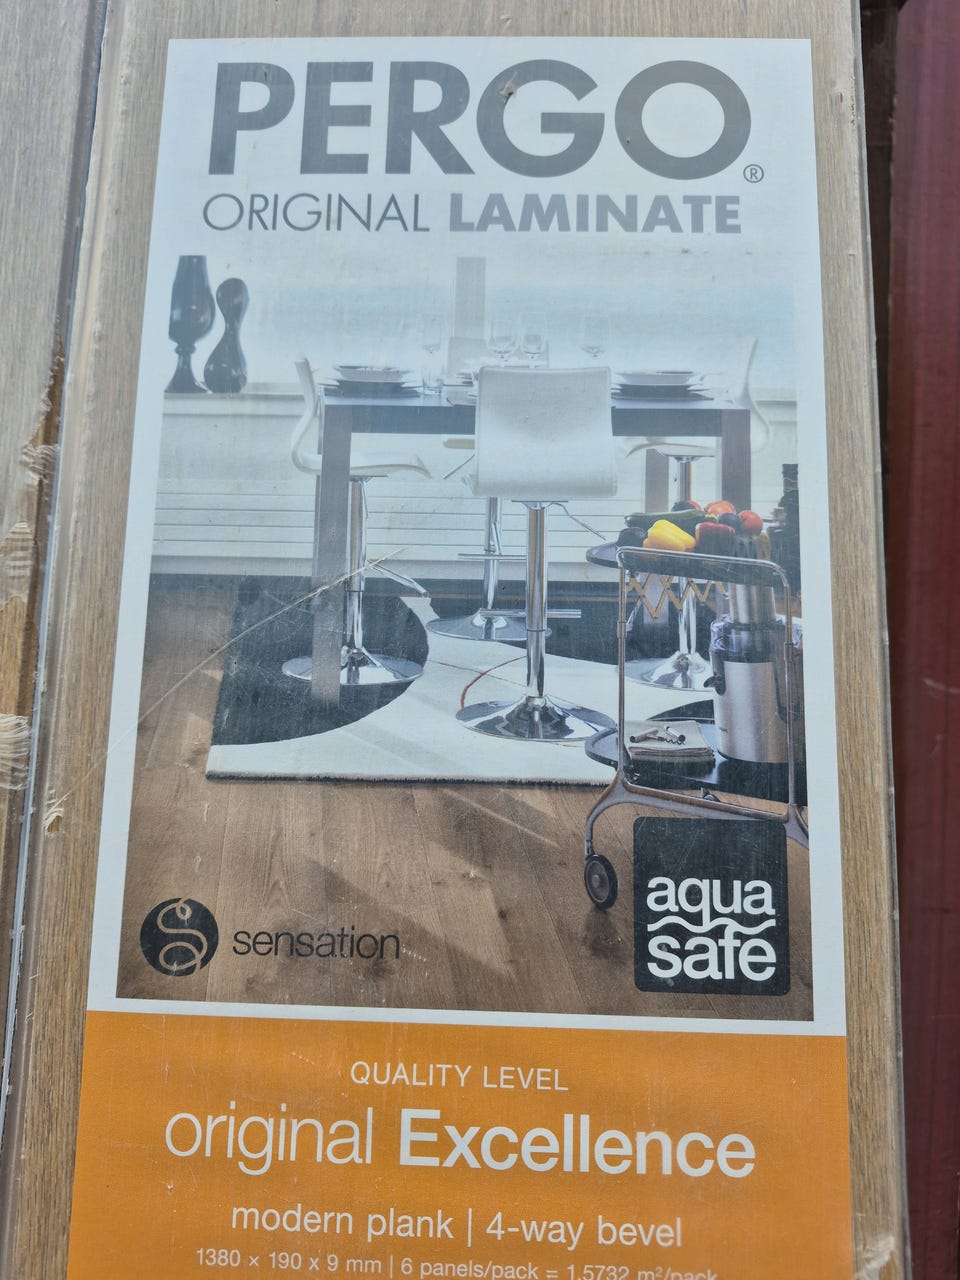 PERGO®
ORIGINAL LAMINATE
aqua
safe
sensation
QUALITY LEVEL
original Excellence
modern plank | 4-way bevel
1380 × 190 x 9 mm | 6 panels/pack = 1,5732 m²/pack